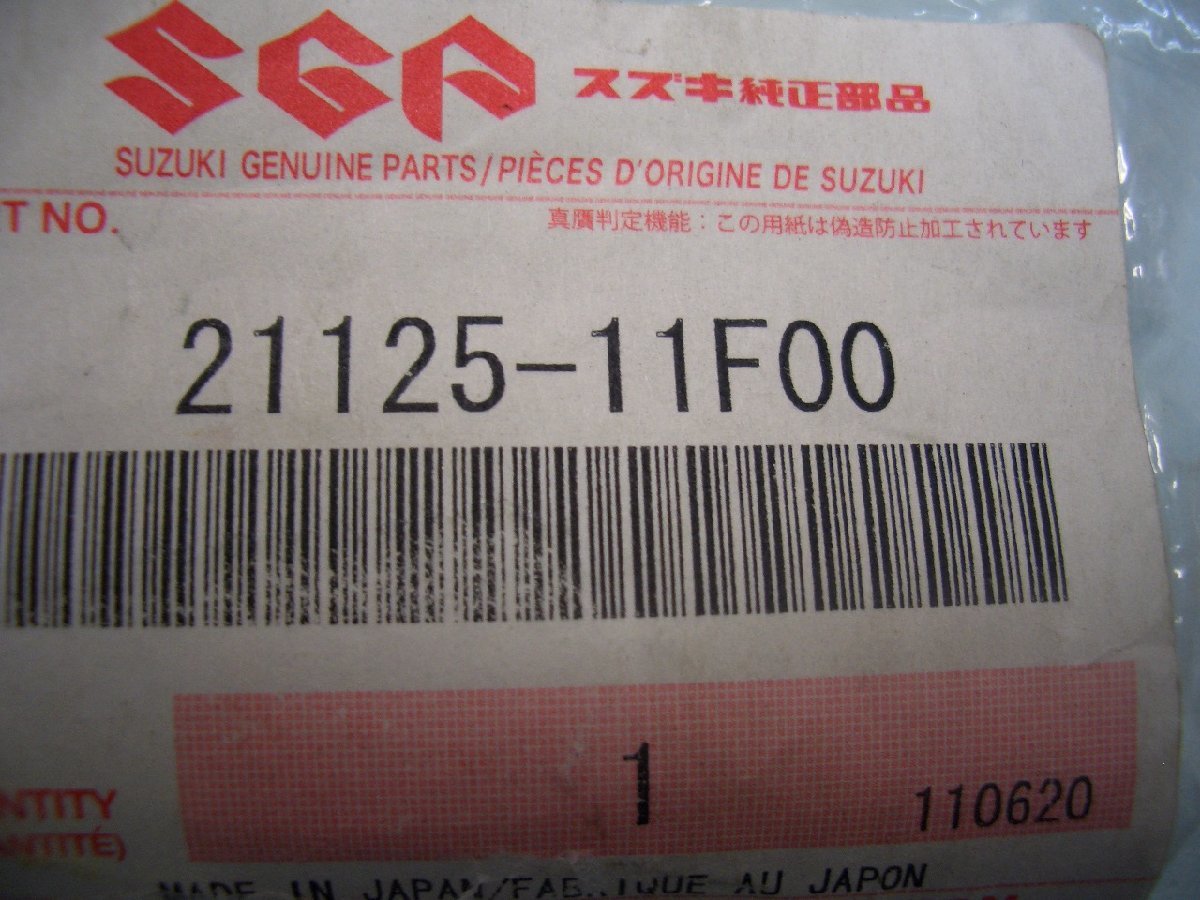 SGP スズキ純正部品
SUZUKI GENUINE PARTS/PIÈCES D'ORIGINE DE SUZUKI
T NO.
真贋判定機能：この用紙は偽造防止加工されています
21125-11F00
1
NTITY
110620
ANTITÉ)
MADE IN JAPAN/FABRIQUE AU JAPON